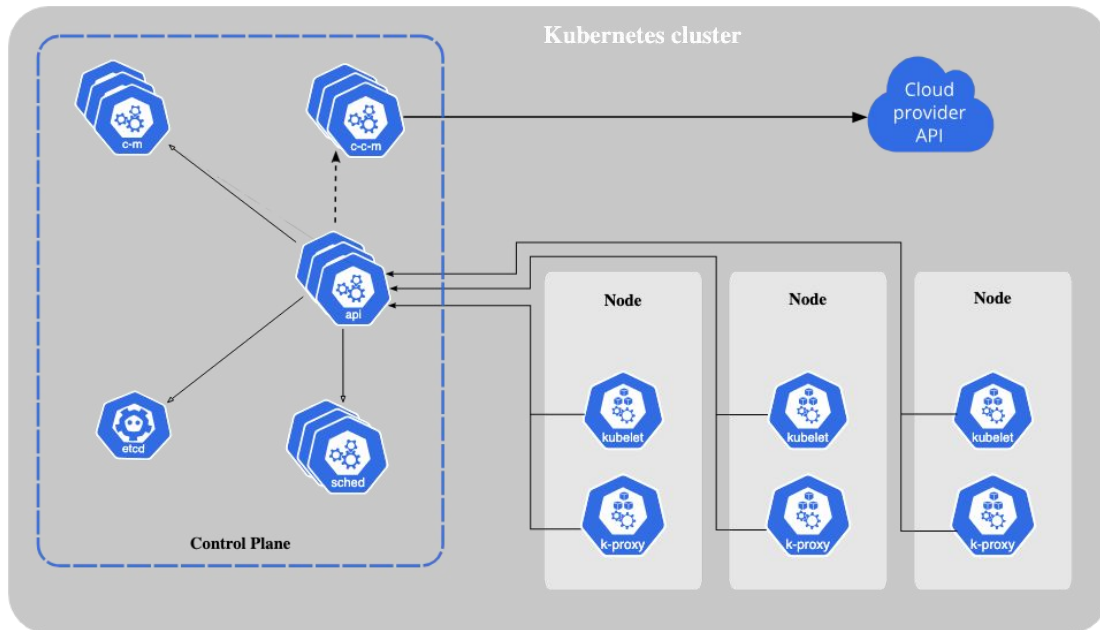 Kubernetes cluster
c-m
c-c-m
Cloud
provider
API
api
etcd
sched
Control Plane
Node
kubelet
k-proxy
Node
kubelet
k-proxy
Node
kubelet
k-proxy